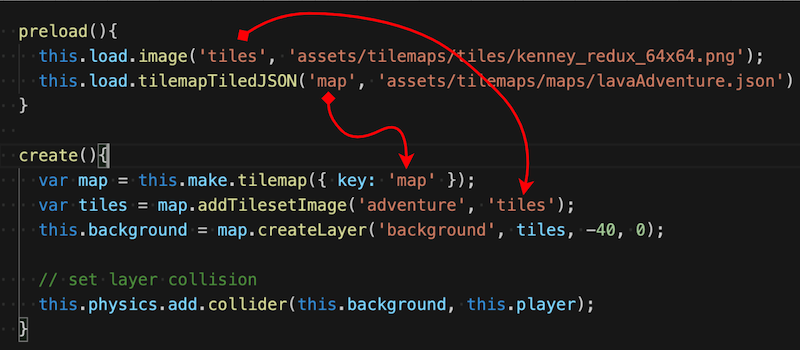 preload(){
  this.load.image('tiles', 'assets/tilemaps/tiles/kenney_redux_64x64.png');
  this.load.tilemapTiledJSON('map', 'assets/tilemaps/maps/lavaAdventure.json')
}

create(){
  var map = this.make.tilemap({ key: 'map' });
  var tiles = map.addTilesetImage('adventure', 'tiles');
  this.background = map.createLayer('background', tiles, -40, 0);

  // set layer collision
  this.physics.add.collider(this.background, this.player);
}